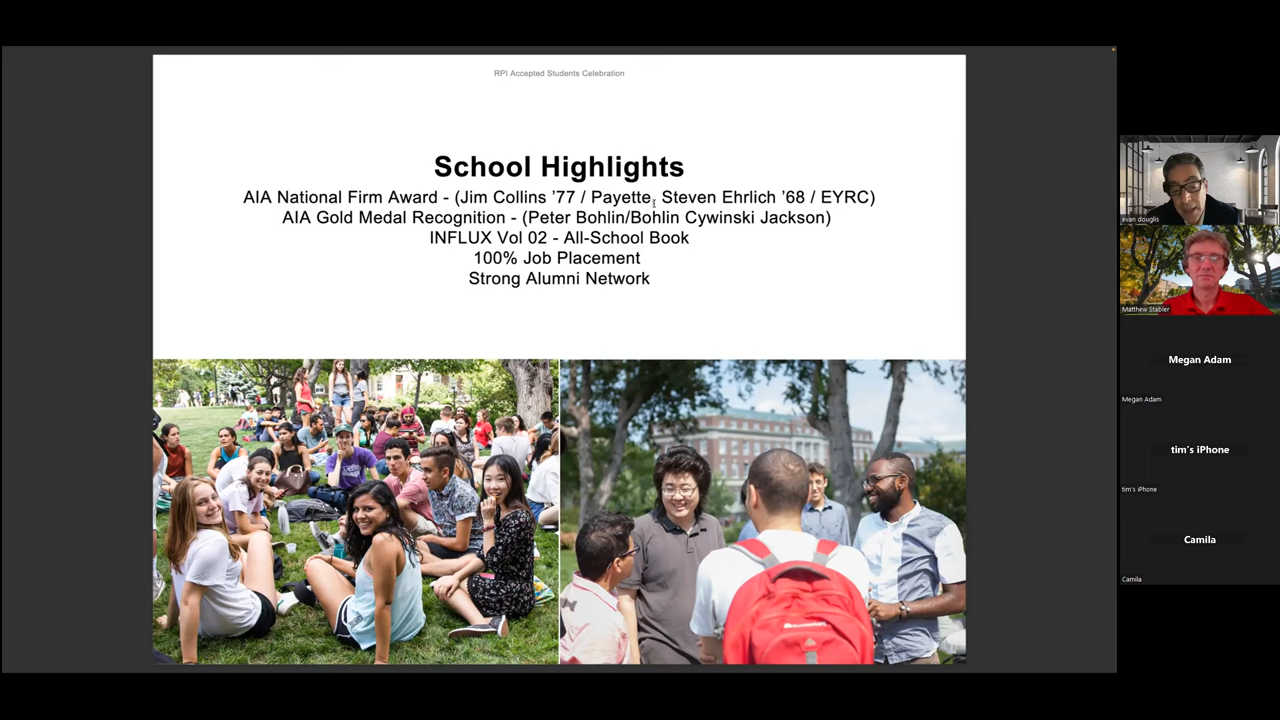 RPI Accepted Students Celebration
School Highlights
AIA National Firm Award - (Jim Collins ’77 / Payette, Steven Ehrlich ’68 / EYRC)
AIA Gold Medal Recognition - (Peter Bohlin/Bohlin Cywinski Jackson)
INFLUX Vol 02 - All-School Book
100% Job Placement
Strong Alumni Network
evan douglis
Matthew Stabler
Megan Adam
Megan Adam
tim's iPhone
tim's iPhone
Camila
Camila